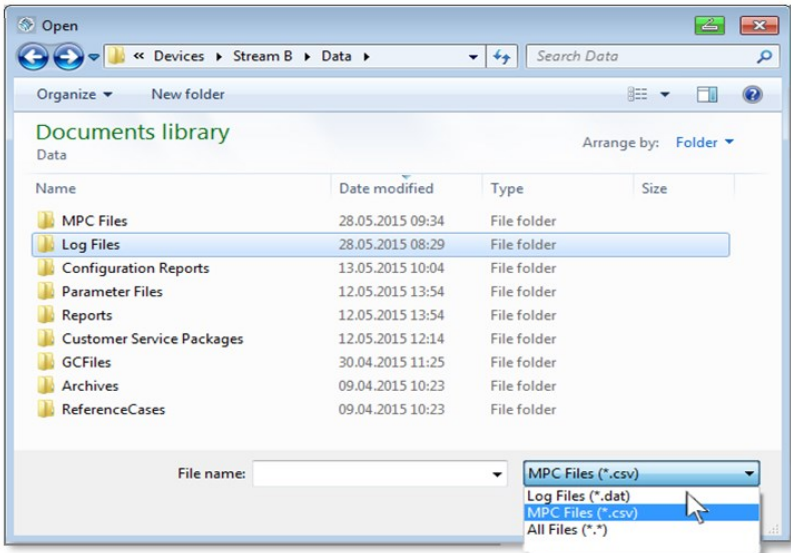 Open
« Devices Stream B Data Search Data
Organize New folder
Documents library
Data
Arrange by: Folder
Name Date modified Type Size
MPC Files 28.05.2015 09:34 File folder
Log Files 28.05.2015 08:29 File folder
Configuration Reports 13.05.2015 10:04 File folder
Parameter Files 12.05.2015 13:54 File folder
Reports 12.05.2015 13:54 File folder
Customer Service Packages 12.05.2015 12:14 File folder
GCFiles 30.04.2015 11:25 File folder
Archives 09.04.2015 10:23 File folder
ReferenceCases 09.04.2015 10:23 File folder
File name: MPC Files (*.csv)
Log Files (*.dat)
MPC Files (*.csv)
All Files (*.*)